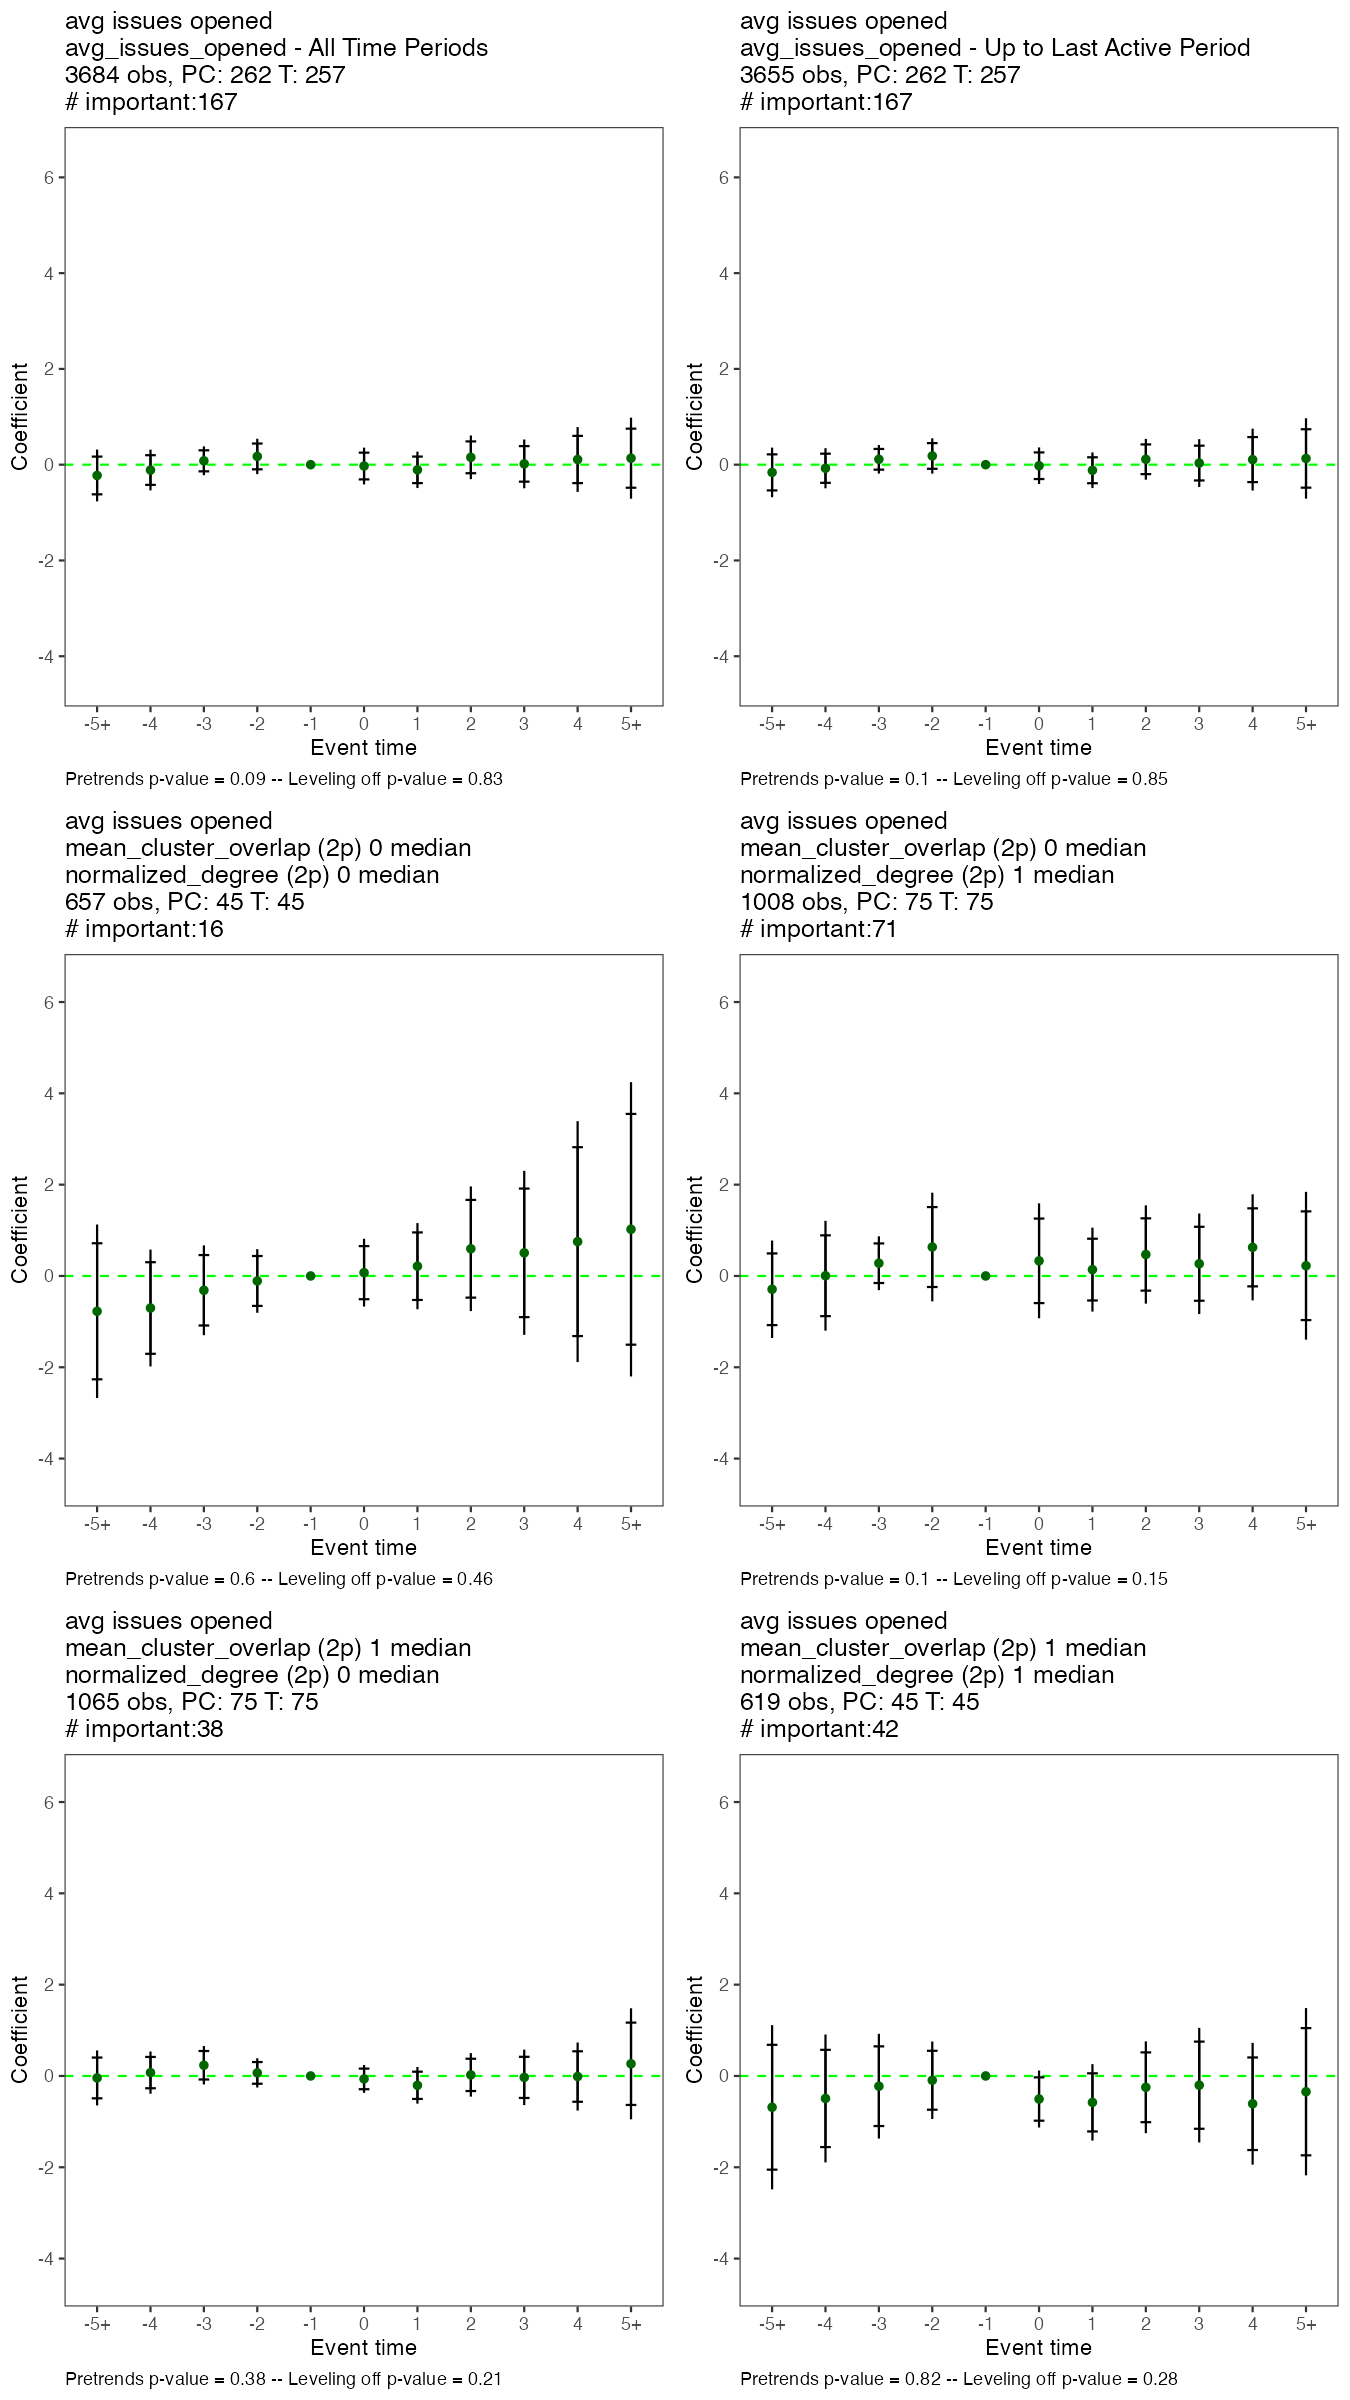 avg issues opened
avg_issues_opened - All Time Periods
3684 obs, PC: 262 T: 257
# important:167
6
4
2
0
-2
-4
Coefficient
-5+ -4 -3 -2 -1 0 1 2 3 4 5+
Event time
Pretrends p-value = 0.09 -- Leveling off p-value = 0.83
avg issues opened
avg_issues_opened - Up to Last Active Period
3655 obs, PC: 262 T: 257
# important:167
6
4
2
0
-2
-4
Coefficient
-5+ -4 -3 -2 -1 0 1 2 3 4 5+
Event time
Pretrends p-value = 0.1 -- Leveling off p-value = 0.85
avg issues opened
mean_cluster_overlap (2p) 0 median
normalized_degree (2p) 0 median
657 obs, PC: 45 T: 45
# important:16
6
4
2
0
-2
-4
Coefficient
-5+ -4 -3 -2 -1 0 1 2 3 4 5+
Event time
Pretrends p-value = 0.6 -- Leveling off p-value = 0.46
avg issues opened
mean_cluster_overlap (2p) 0 median
normalized_degree (2p) 1 median
1008 obs, PC: 75 T: 75
# important:71
6
4
2
0
-2
-4
Coefficient
-5+ -4 -3 -2 -1 0 1 2 3 4 5+
Event time
Pretrends p-value = 0.1 -- Leveling off p-value = 0.15
avg issues opened
mean_cluster_overlap (2p) 1 median
normalized_degree (2p) 0 median
1065 obs, PC: 75 T: 75
# important:38
6
4
2
0
-2
-4
Coefficient
-5+ -4 -3 -2 -1 0 1 2 3 4 5+
Event time
Pretrends p-value = 0.38 -- Leveling off p-value = 0.21
avg issues opened
mean_cluster_overlap (2p) 1 median
normalized_degree (2p) 1 median
619 obs, PC: 45 T: 45
# important:42
6
4
2
0
-2
-4
Coefficient
-5+ -4 -3 -2 -1 0 1 2 3 4 5+
Event time
Pretrends p-value = 0.82 -- Leveling off p-value = 0.28